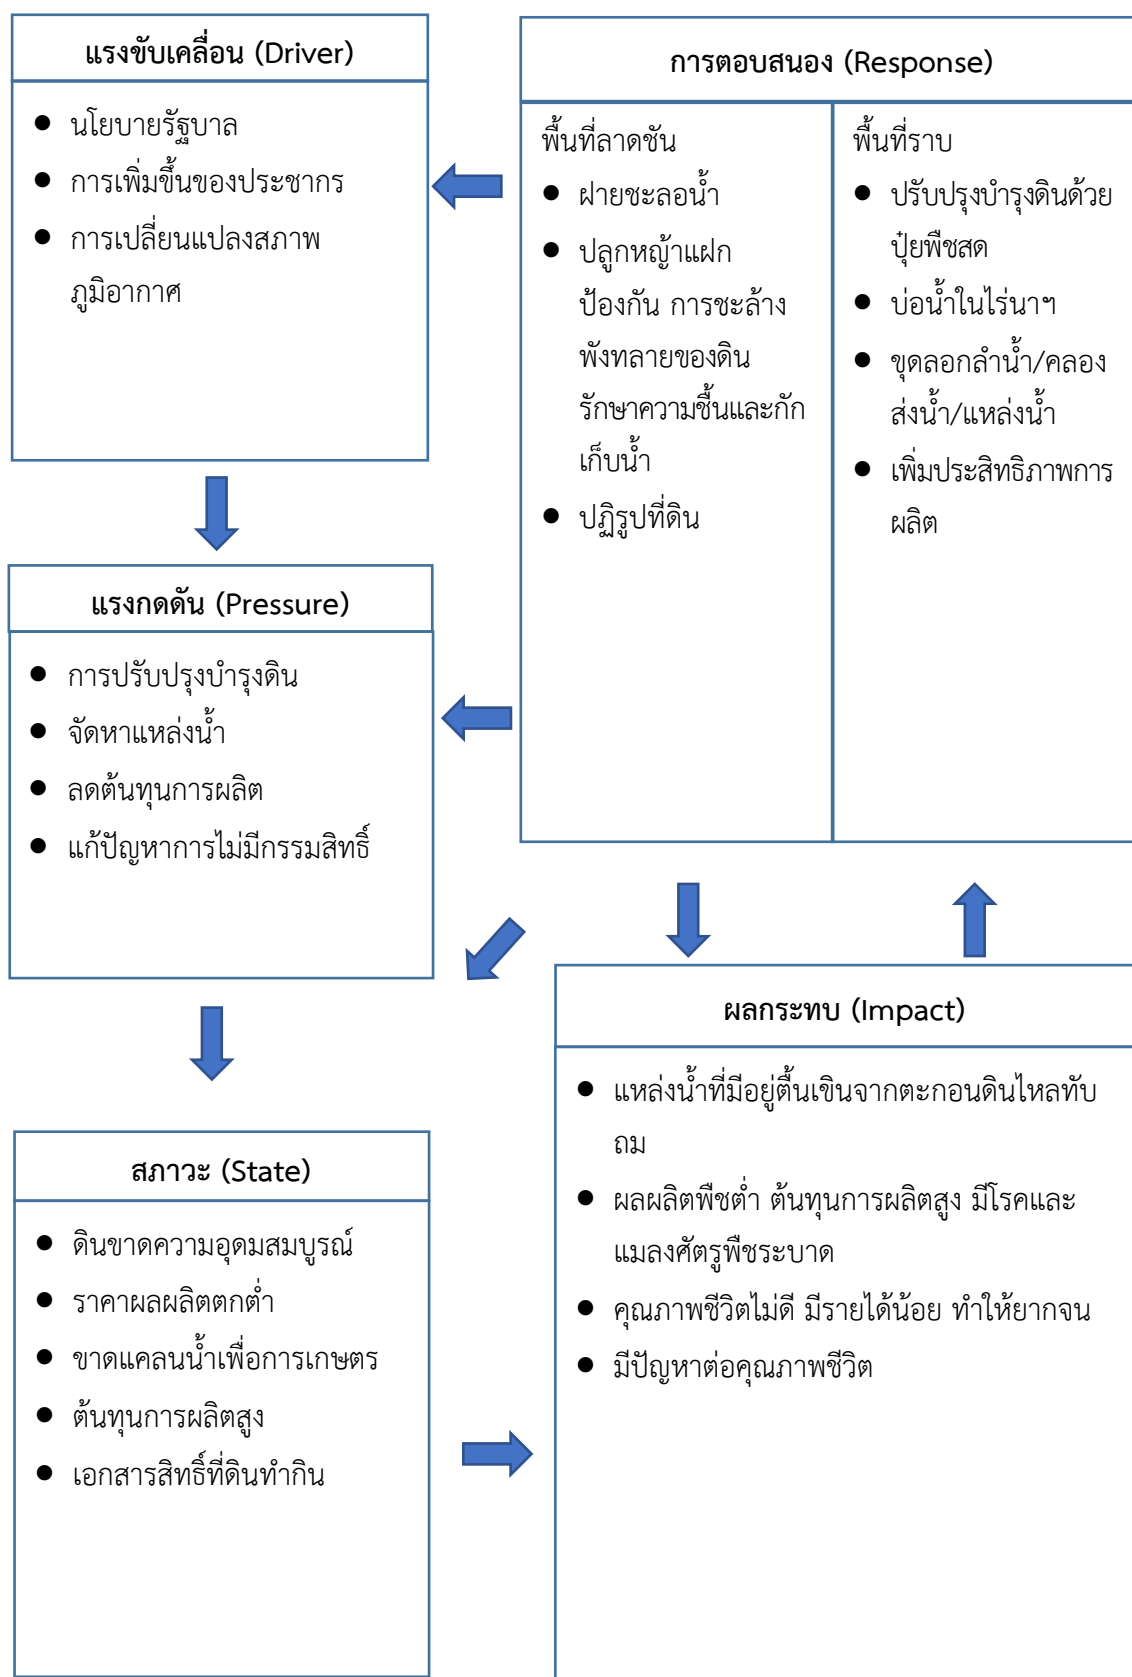 แรงขับเคลื่อน (Driver)
● นโยบายรัฐบาล
● การเพิ่มขึ้นของประชากร
● การเปลี่ยนแปลงสภาพ
ภูมิอากาศ
การตอบสนอง (Response)
พื้นที่ลาดชัน
● ฝายชะลอน้ำ
● ปลูกหญ้าแฝก
ป้องกัน การชะล้าง
พังทลายของดิน
รักษาความชื้นและกัก
เก็บน้ำ
● ปฏิรูปที่ดิน
พื้นที่ราบ
● ปรับปรุงบำรุงดินด้วย
ปุ๋ยพืชสด
● บ่อน้ำในไร่นาฯ
● ขุดลอกลำน้ำ/คลอง
ส่งน้ำ/แหล่งน้ำ
● เพิ่มประสิทธิภาพการ
ผลิต
แรงกดดัน (Pressure)
● การปรับปรุงบำรุงดิน
● จัดหาแหล่งน้ำ
● ลดต้นทุนการผลิต
● แก้ปัญหาการไม่มีกรรมสิทธิ์
สภาวะ (State)
● ดินขาดความอุดมสมบูรณ์
● ราคาผลผลิตตกต่ำ
● ขาดแคลนน้ำเพื่อการเกษตร
● ต้นทุนการผลิตสูง
● เอกสารสิทธิ์ที่ดินทำกิน
ผลกระทบ (Impact)
● แหล่งน้ำที่มีอยู่ตื้นเขินจากตะกอนดินไหลทับ
ถม
● ผลผลิตพืชต่ำ ต้นทุนการผลิตสูง มีโรคและ
แมลงศัตรูพืชระบาด
● คุณภาพชีวิตไม่ดี มีรายได้น้อย ทำให้ยากจน
● มีปัญหาต่อคุณภาพชีวิต